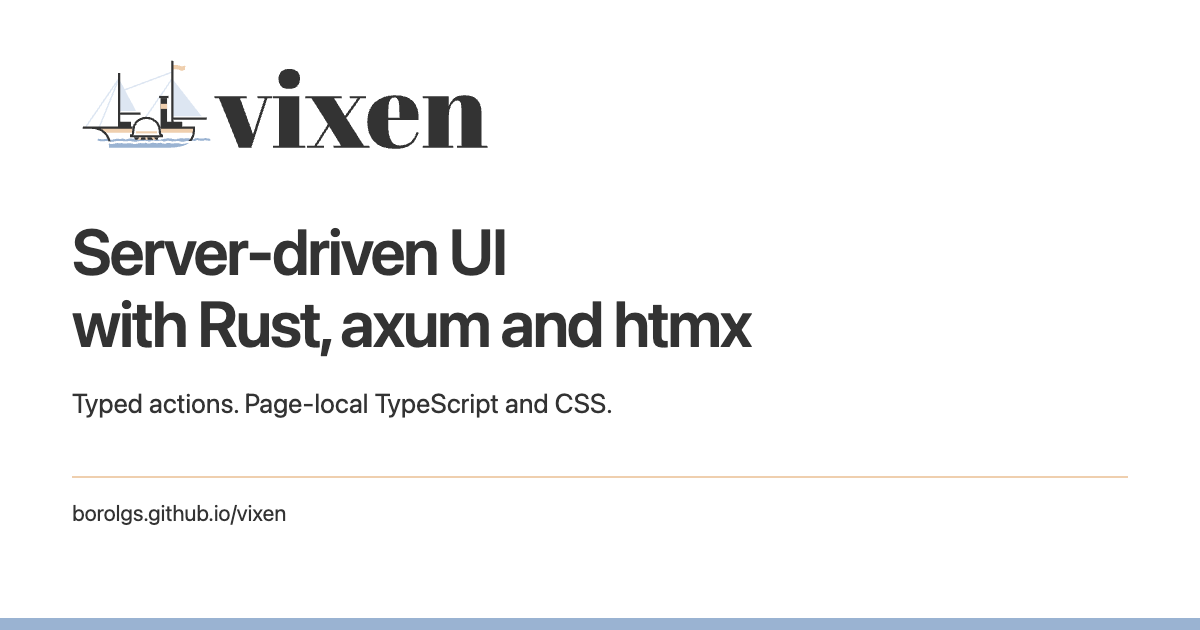 vixen
Server-driven UI
with Rust, axum and htmx
Typed actions. Page-local TypeScript and CSS.
borolgs.github.io/vixen